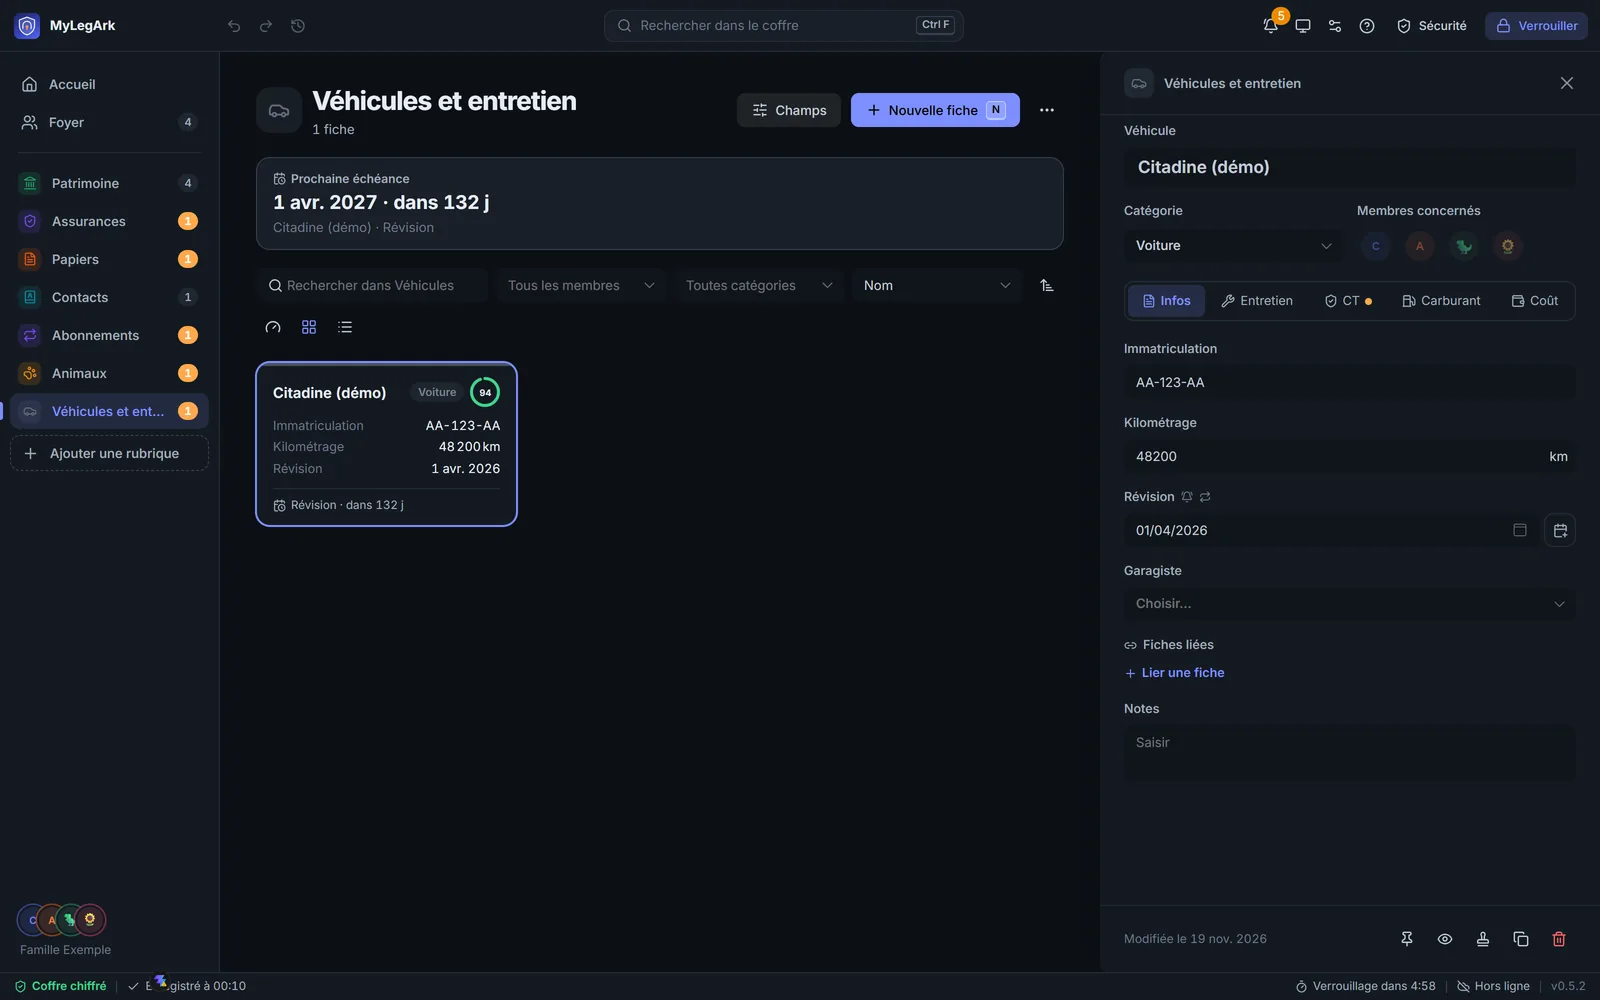 MyLegArk
Rechercher dans le coffre
Ctrl F
5
Sécurité
Verrouiller
Accueil
Foyer
4
Patrimoine
4
Assurances
1
Papiers
1
Contacts
1
Abonnements
1
Animaux
1
Véhicules et ent...
1
Ajouter une rubrique
C
A
Famille Exemple
Véhicules et entretien
1 fiche
Champs
Nouvelle fiche
N
Prochaine échéance
1 avr. 2027 · dans 132 j
Citadine (démo) · Révision
Rechercher dans Véhicules
Tous les membres
Toutes catégories
Nom
Citadine (démo)
Voiture
94
Immatriculation
AA-123-AA
Kilométrage
48 200 km
Révision
1 avr. 2026
Révision · dans 132 j
Véhicules et entretien
Véhicule
Citadine (démo)
Catégorie
Membres concernés
Voiture
C
A
Infos
Entretien
CT
Carburant
Coût
Immatriculation
AA-123-AA
Kilométrage
48200
km
Révision
01/04/2026
Garagiste
Choisir...
Fiches liées
Lier une fiche
Notes
Saisir
Modifiée le 19 nov. 2026
Coffre chiffré
à 00:10
Verrouillage dans 4:58
Hors ligne
v0.5.2